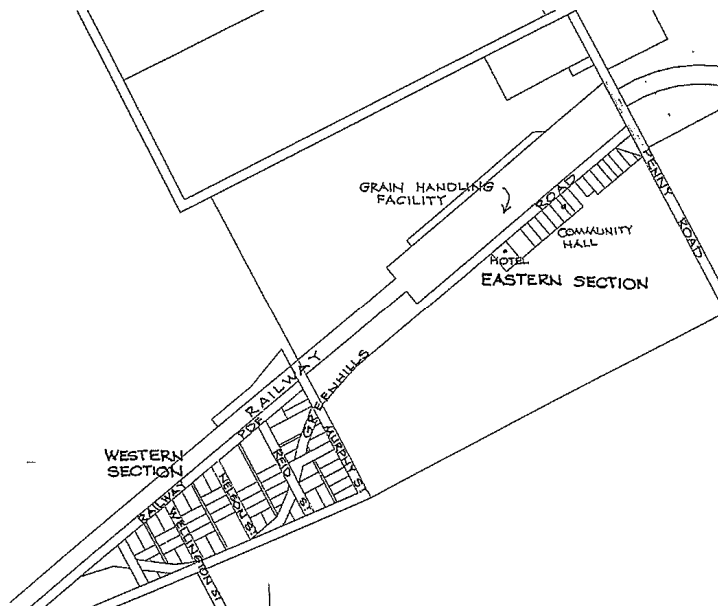 GRAIN HANDLING
FACILITY
ROAD
PENNY ROAD
COMMUNITY
HALL
HOTEL
EASTERN SECTION
RAILWAY
GREENHILLS
WESTERN
SECTION
RAILWAY PDE
REID ST
MURPHY ST
NELSON ST
WELLINGTON ST